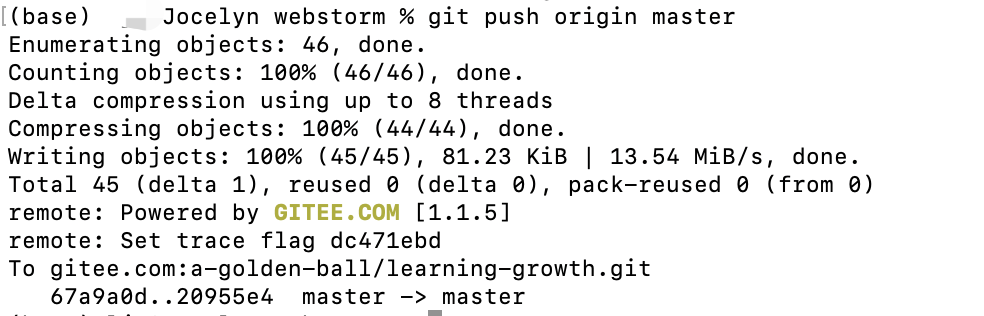 [(base) Jocelyn webstorm % git push origin master
Enumerating objects: 46, done.
Counting objects: 100% (46/46), done.
Delta compression using up to 8 threads
Compressing objects: 100% (44/44), done.
Writing objects: 100% (45/45), 81.23 KiB | 13.54 MiB/s, done.
Total 45 (delta 1), reused 0 (delta 0), pack-reused 0 (from 0)
remote: Powered by GITEE.COM [1.1.5]
remote: Set trace flag dc471ebd
To gitee.com:a-golden-ball/learning-growth.git
   67a9a0d..20955e4  master -> master